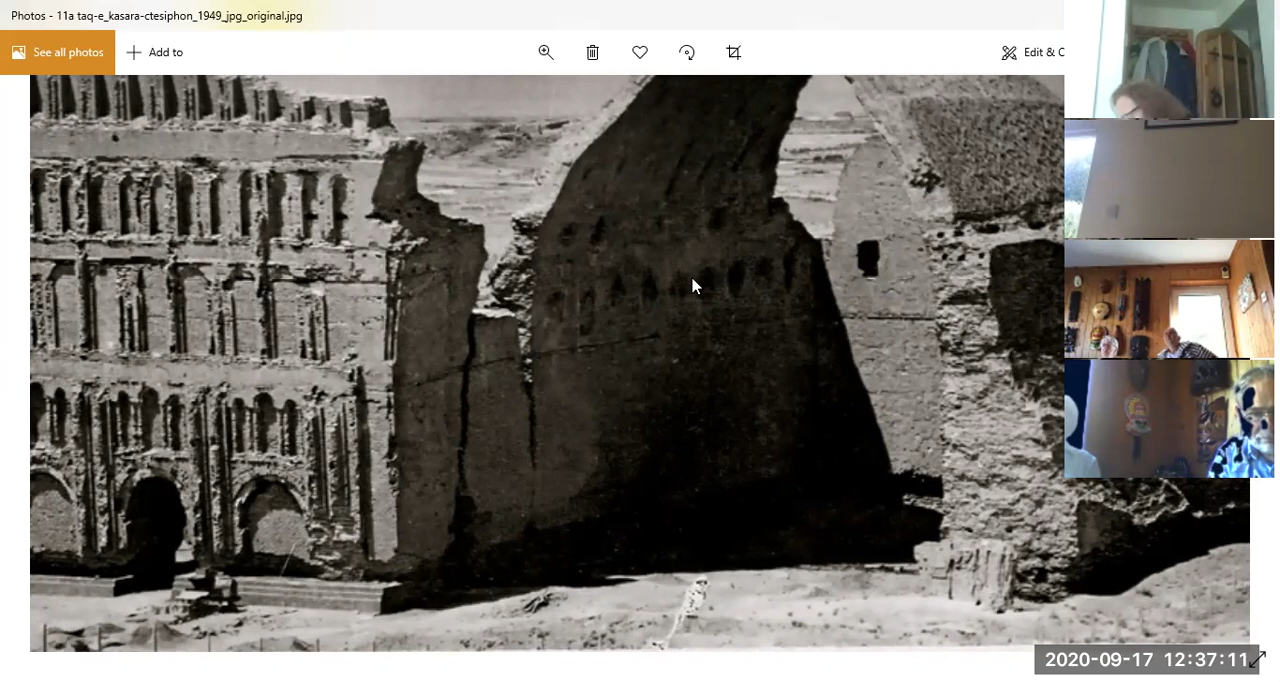 Photos - 11a taq-e_kasara-ctesiphon_1949_jpg_original.jpg
See all photos
Add to
Edit & C
2020-09-17 12:37:11